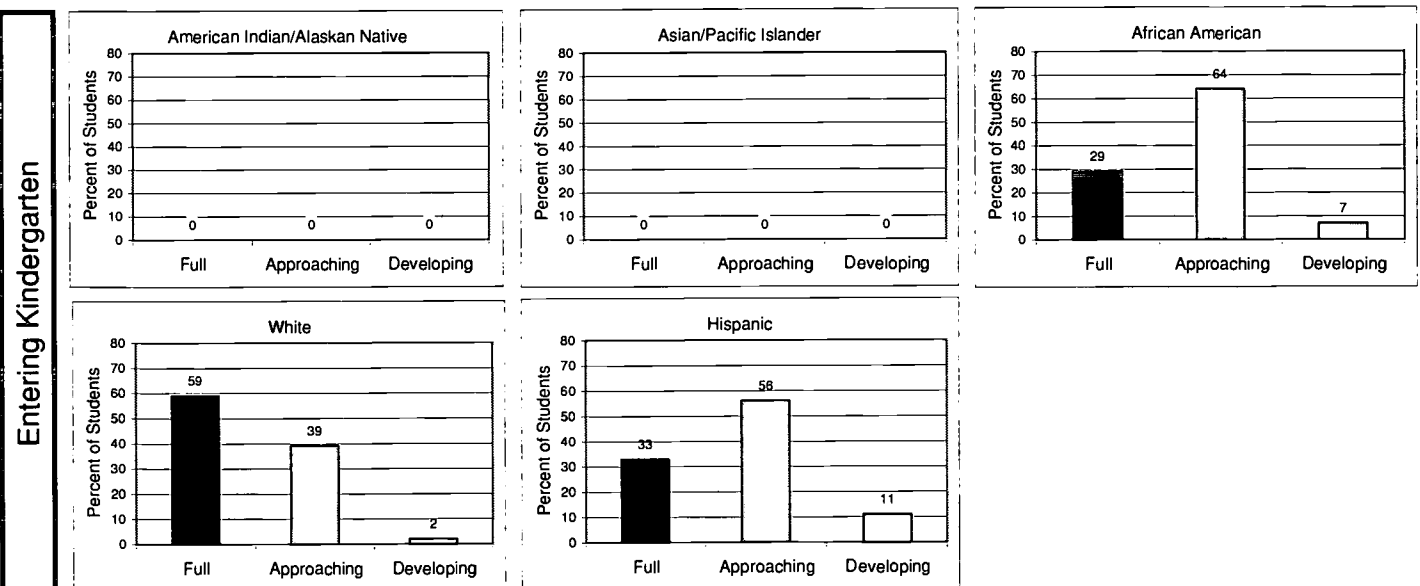 Entering Kindergarten
American Indian/Alaskan Native
Percent of Students
80
70
60
50
40
30
20
10
0
0 0 0
Full Approaching Developing
Asian/Pacific Islander
Percent of Students
80
70
60
50
40
30
20
10
0
0 0 0
Full Approaching Developing
African American
Percent of Students
80
70
60
50
40
30
20
10
0
29 64 7
Full Approaching Developing
White
Percent of Students
80
70
60
50
40
30
20
10
0
59 39 2
Full Approaching Developing
Hispanic
Percent of Students
80
70
60
50
40
30
20
10
0
33 56 11
Full Approaching Developing